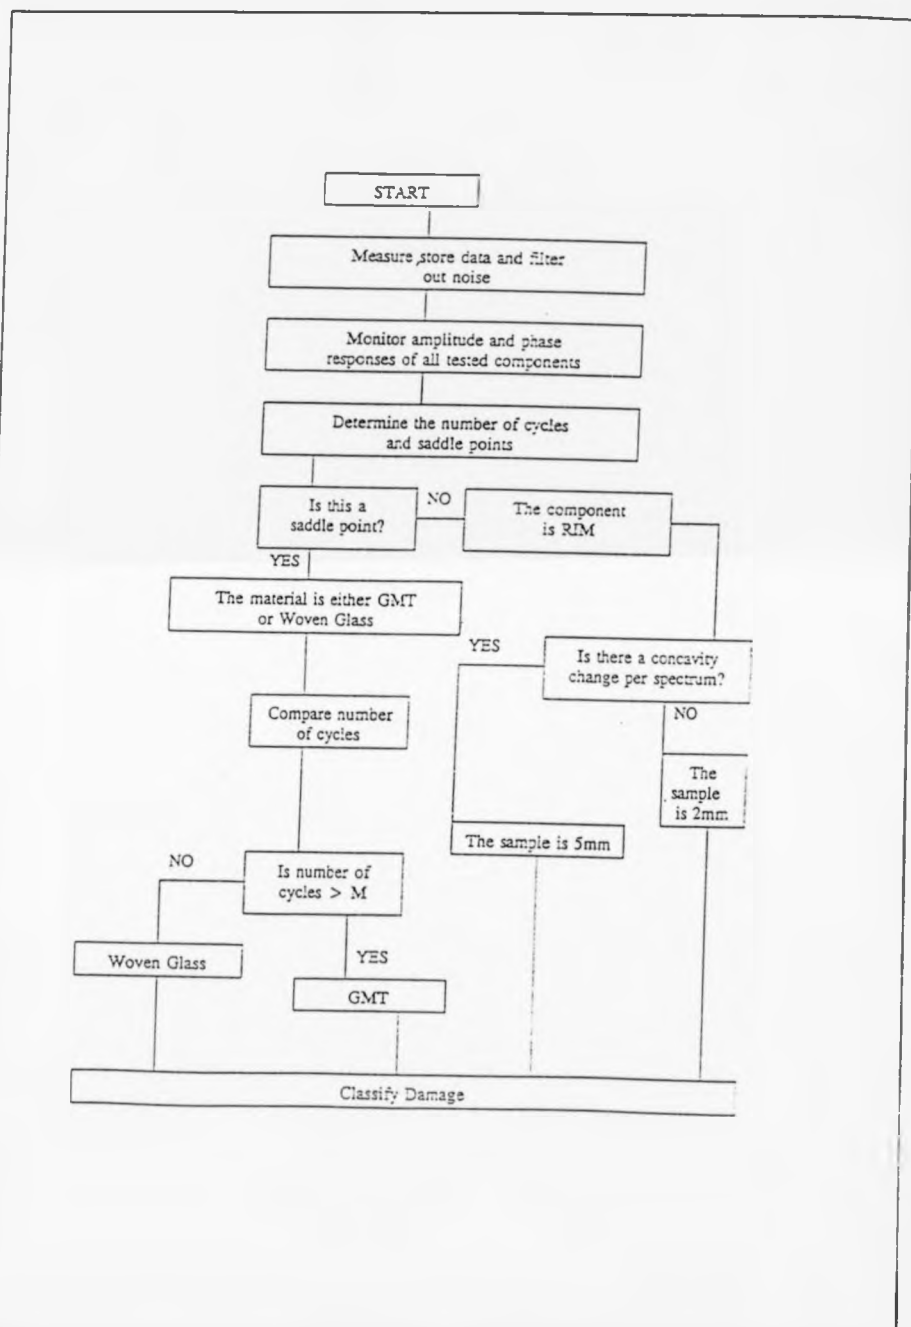 START
Measure, store data and filter
out noise
Monitor amplitude and phase
responses of all tested components
Determine the number of cycles
and saddle points
Is this a
saddle point?
NO
The component
is RIM
YES
The material is either GMT
or Woven Glass
YES
Is there a concavity
change per spectrum?
Compare number
of cycles
NO
The
sample
is 2mm
The sample is 5mm
NO
Is number of
cycles > M
Woven Glass
YES
GMT
Classify Damage